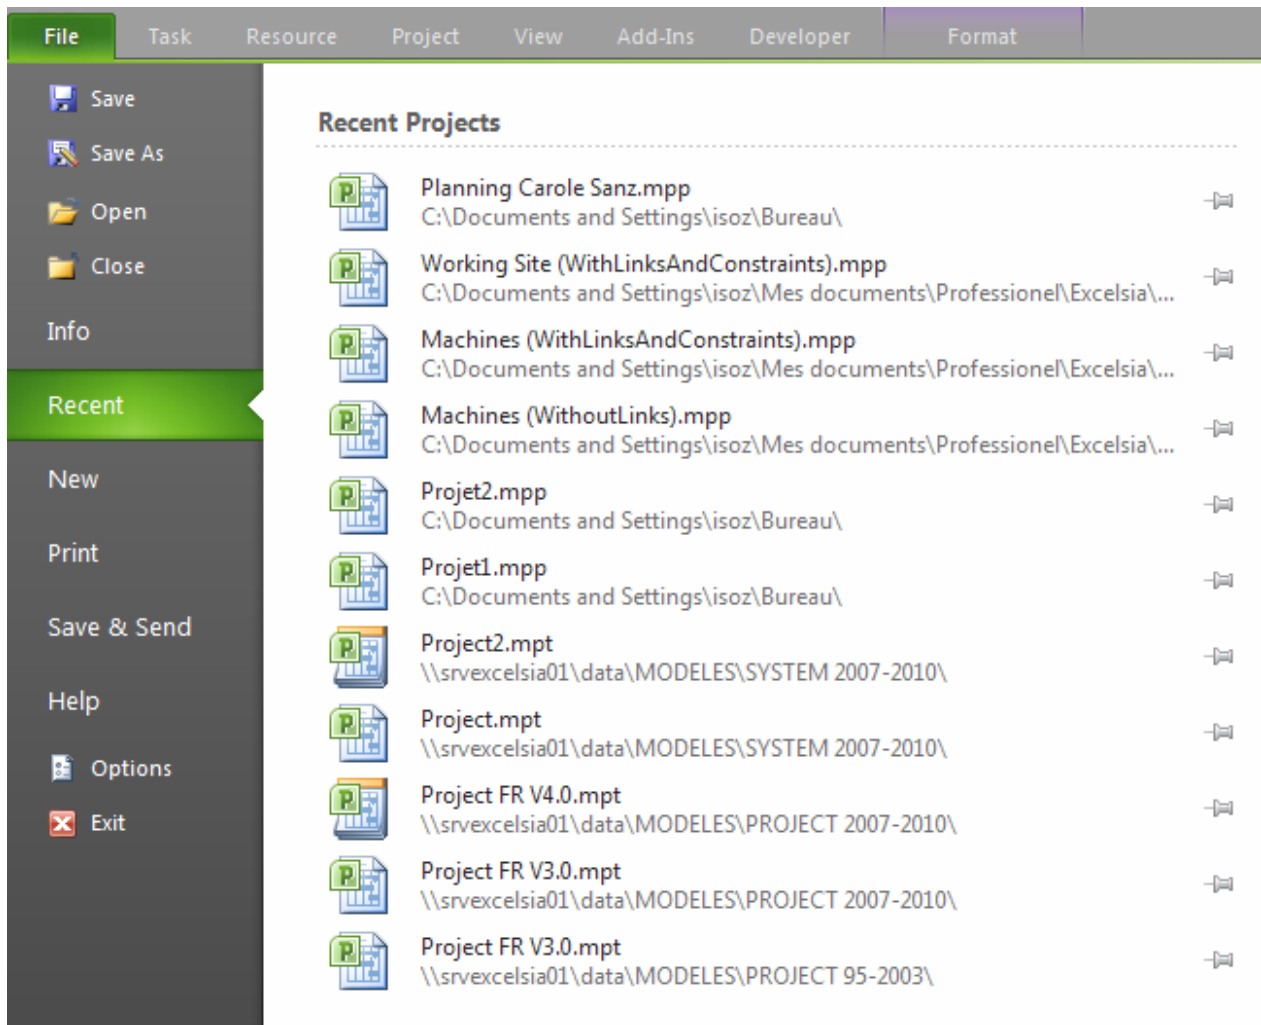 File Task Resource Project View Add-Ins Developer Format
Save
Save As
Open
Close
Info
Recent
New
Print
Save & Send
Help
Options
Exit
Recent Projects
Planning Carole Sanz.mpp
C:\Documents and Settings\isoz\Bureau\
Working Site (WithLinksAndConstraints).mpp
C:\Documents and Settings\isoz\Mes documents\Professionel\Excelsia\...
Machines (WithLinksAndConstraints).mpp
C:\Documents and Settings\isoz\Mes documents\Professionel\Excelsia\...
Machines (WithoutLinks).mpp
C:\Documents and Settings\isoz\Mes documents\Professionel\Excelsia\...
Projet2.mpp
C:\Documents and Settings\isoz\Bureau\
Projet1.mpp
C:\Documents and Settings\isoz\Bureau\
Project2.mpt
\\srvexcelsia01\data\MODELES\SYSTEM 2007-2010\
Project.mpt
\\srvexcelsia01\data\MODELES\SYSTEM 2007-2010\
Project FR V4.0.mpt
\\srvexcelsia01\data\MODELES\PROJECT 2007-2010\
Project FR V3.0.mpt
\\srvexcelsia01\data\MODELES\PROJECT 2007-2010\
Project FR V3.0.mpt
\\srvexcelsia01\data\MODELES\PROJECT 95-2003\